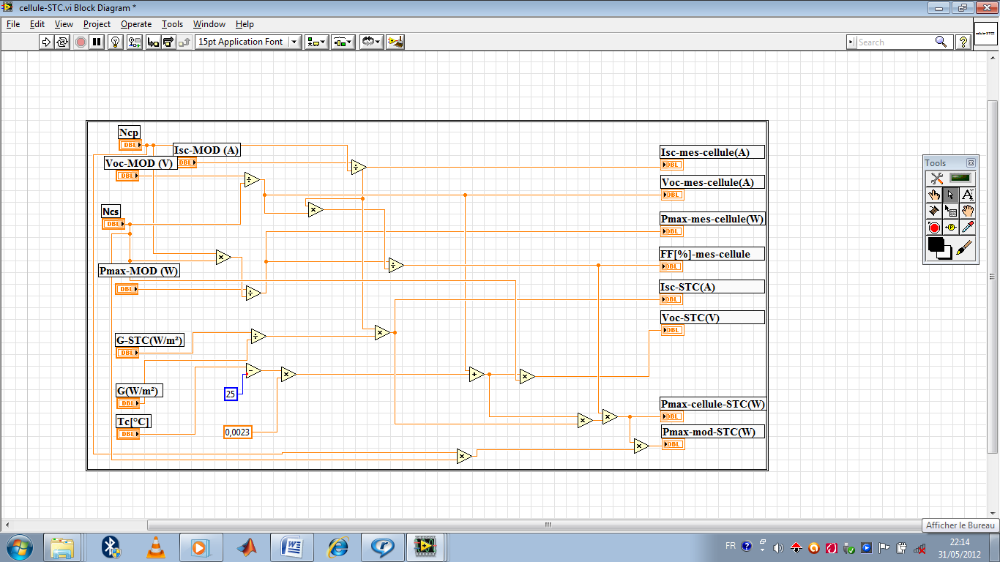 cellule-STC.vi Block Diagram *
File Edit View Project Operate Tools Window Help
15pt Application Font
Search
?
Ncp
DBL
Isc-MOD (A)
DBL
Voc-MOD (V)
DBL
Ncs
DBL
Pmax-MOD (W)
DBL
G-STC(W/m²)
DBL
G(W/m²)
DBL
Tc[°C]
DBL
25
0,0023
Isc-mes-cellule(A)
DBL
Voc-mes-cellule(A)
DBL
Pmax-mes-cellule(W)
DBL
FF[%]-mes-cellule
DBL
Isc-STC(A)
DBL
Voc-STC(V)
DBL
Pmax-cellule-STC(W)
DBL
Pmax-mod-STC(W)
DBL
Tools
Afficher le Bureau
FR
22:14
31/05/2012